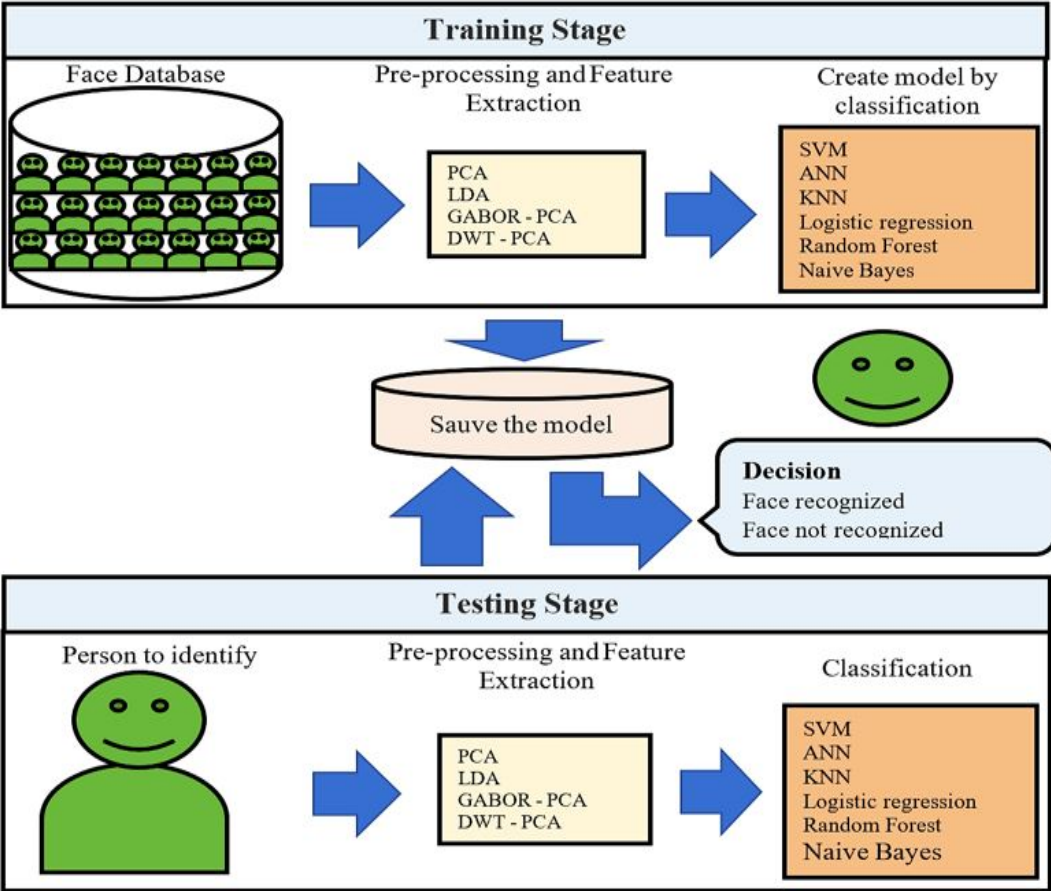 Training Stage
Face Database
Pre-processing and Feature
Extraction
Create model by
classification
PCA
LDA
GABOR - PCA
DWT - PCA
SVM
ANN
KNN
Logistic regression
Random Forest
Naive Bayes
Sauve the model
Decision
Face recognized
Face not recognized
Testing Stage
Person to identify
Pre-processing and Feature
Extraction
Classification
PCA
LDA
GABOR - PCA
DWT - PCA
SVM
ANN
KNN
Logistic regression
Random Forest
Naive Bayes